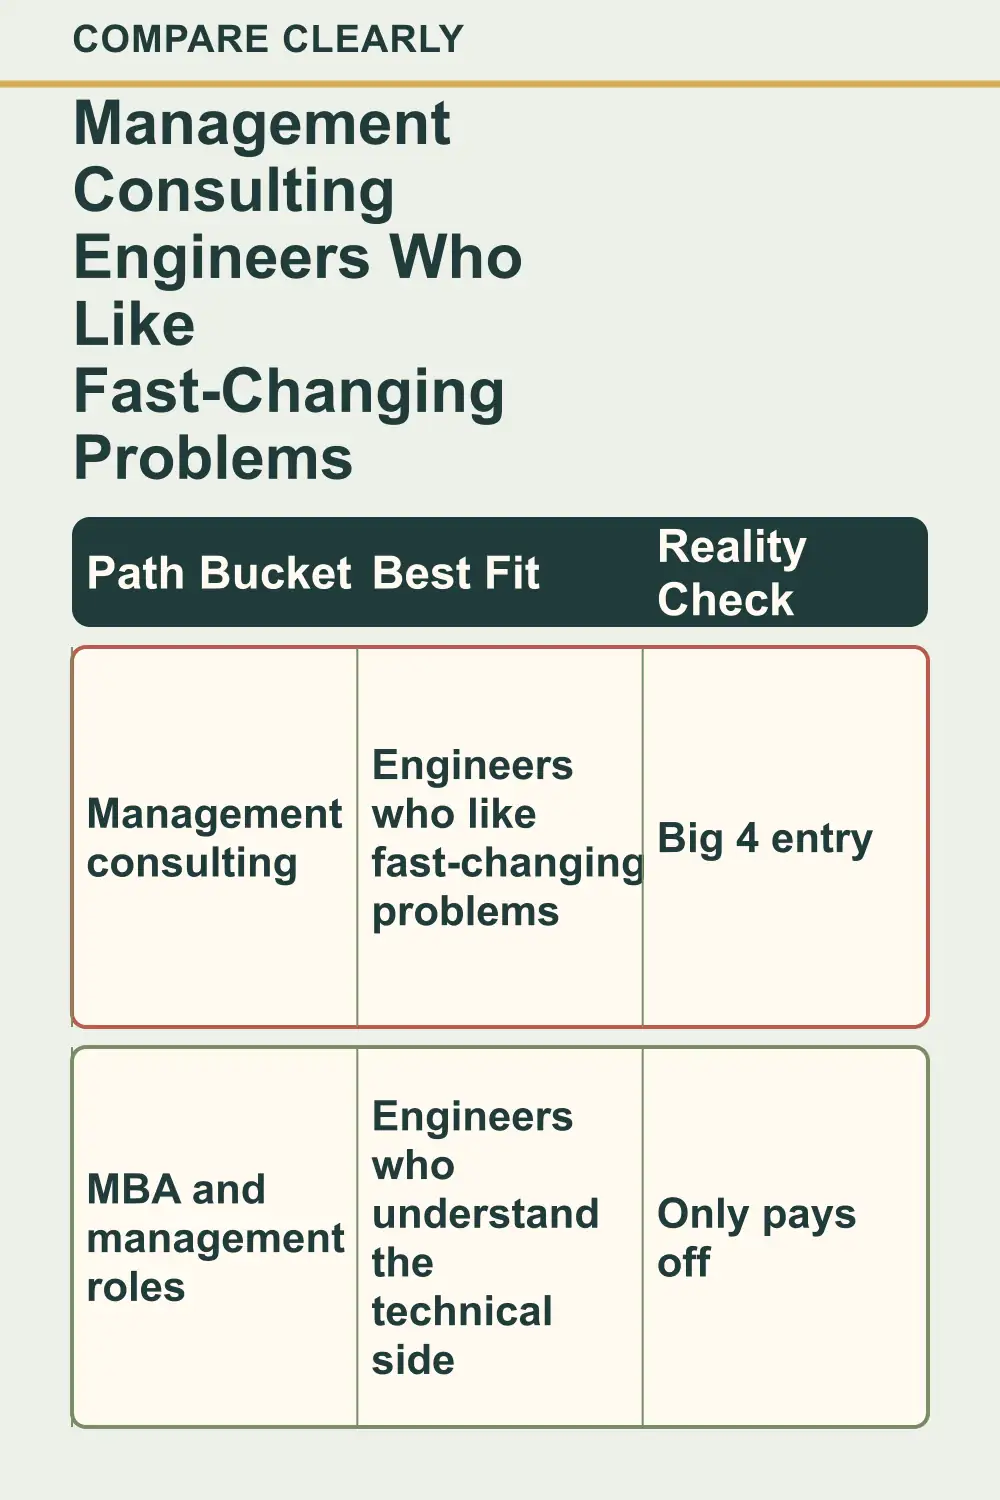 COMPARE CLEARLY
Management
Consulting
Engineers Who
Like
Fast-Changing
Problems
Path Bucket
Best Fit
Reality
Check
Management
consulting
Engineers
who like
fast-changing
problems
Big 4 entry
MBA and
management
roles
Engineers
who
understand
the
technical
side
Only pays
off